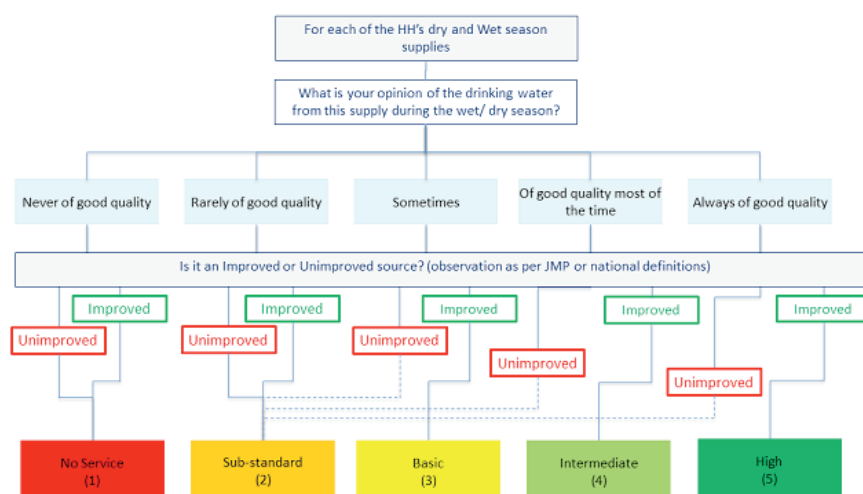 For each of the HH's dry and Wet season
supplies
What is your opinion of the drinking water
from this supply during the wet/ dry season?
Never of good quality
Rarely of good quality
Sometimes
Of good quality most of
the time
Always of good quality
Is it an Improved or Unimproved source? (observation as per JMP or national definitions)
Improved
Improved
Improved
Improved
Improved
Unimproved
Unimproved
Unimproved
Unimproved
Unimproved
No Service
(1)
Sub-standard
(2)
Basic
(3)
Intermediate
(4)
High
(5)